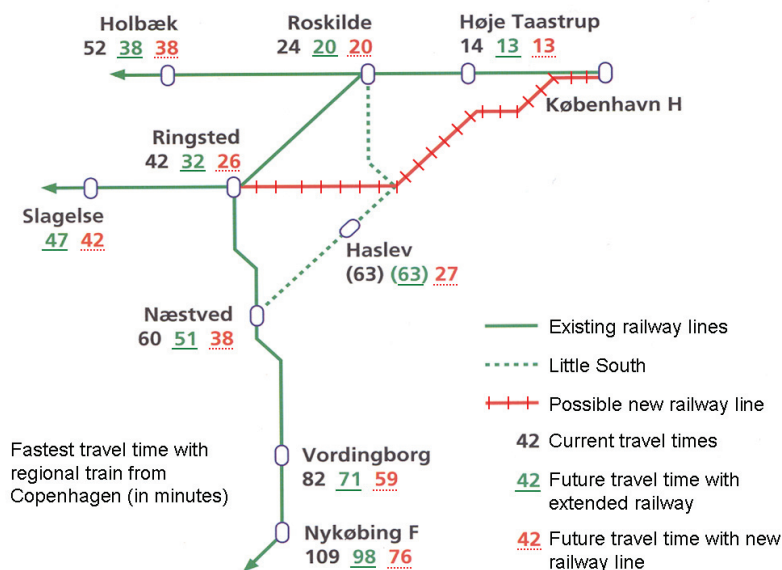 Holbæk
52 38 38
Roskilde
24 20 20
Høje Taastrup
14 13 13
København H
Ringsted
42 32 26
Slagelse
47 42
Haslev
(63) (63) 27
Næstved
60 51 38
Vordingborg
82 71 59
Nykøbing F
109 98 76
Fastest travel time with
regional train from
Copenhagen (in minutes)
Existing railway lines
Little South
Possible new railway line
42 Current travel times
42 Future travel time with
extended railway
42 Future travel time with new
railway line